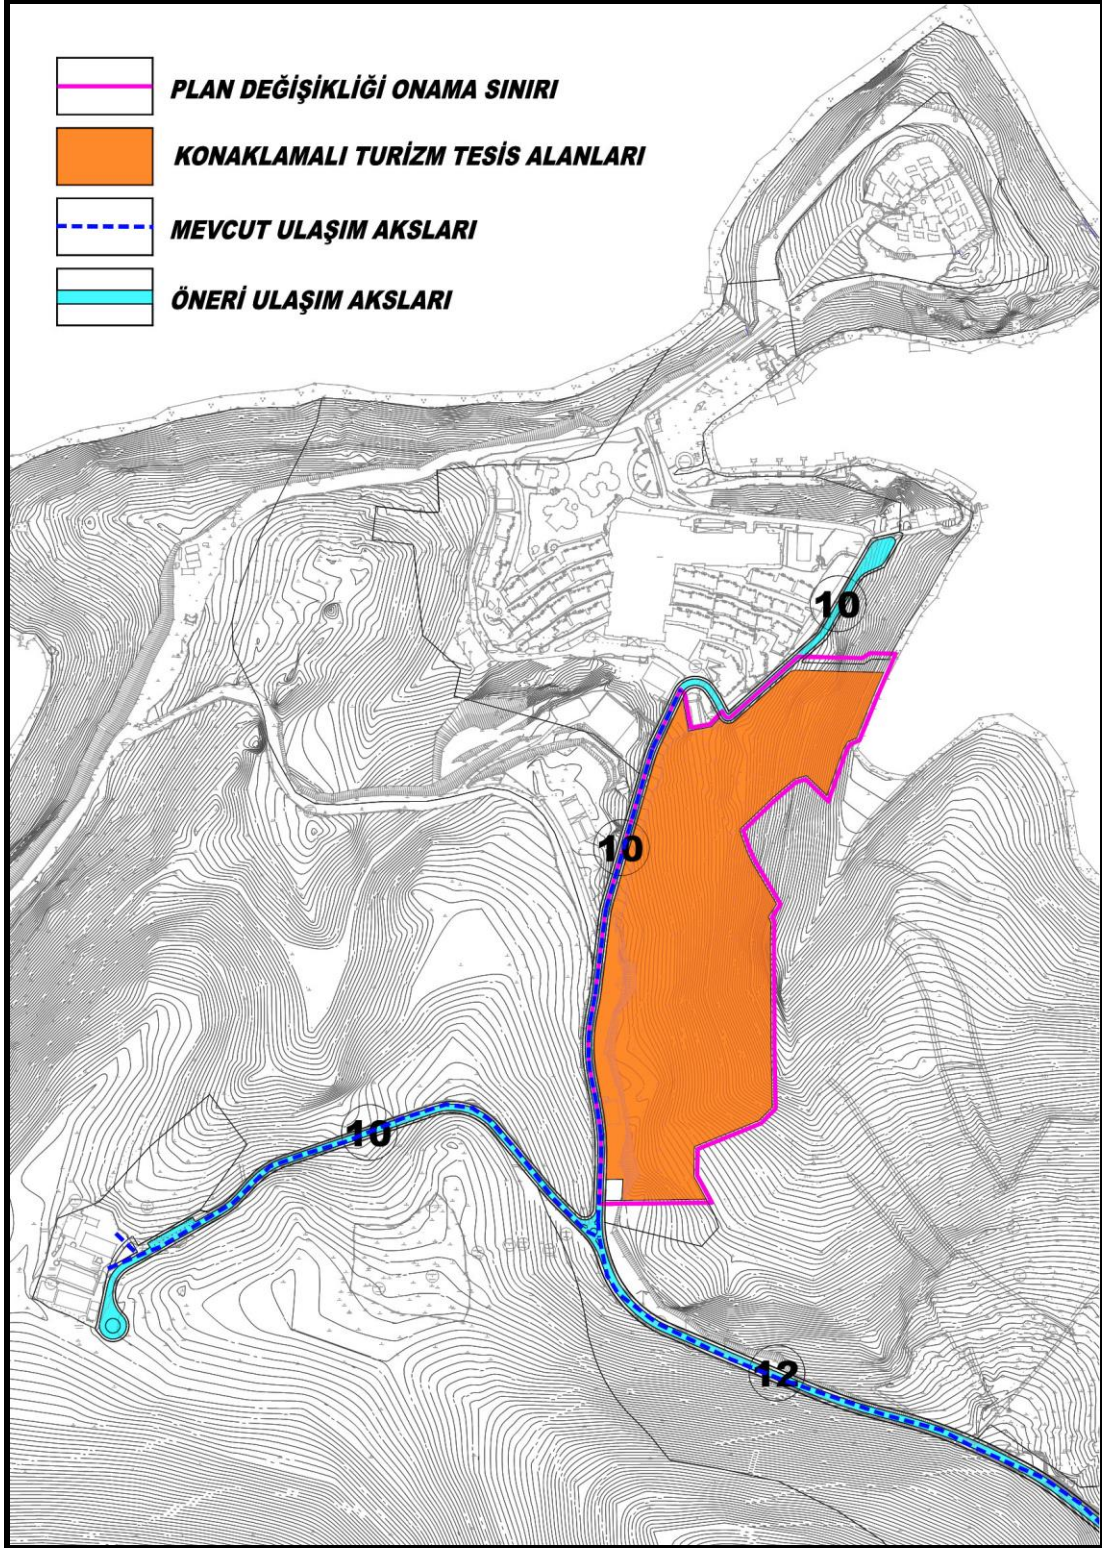 PLAN DEĞİŞİKLİĞİ ONAMA SINIRI
KONAKLAMALI TURİZM TESİS ALANLARI
MEVCUT ULAŞIM AKSLARI
ÖNERİ ULAŞIM AKSLARI
10
10
10
12